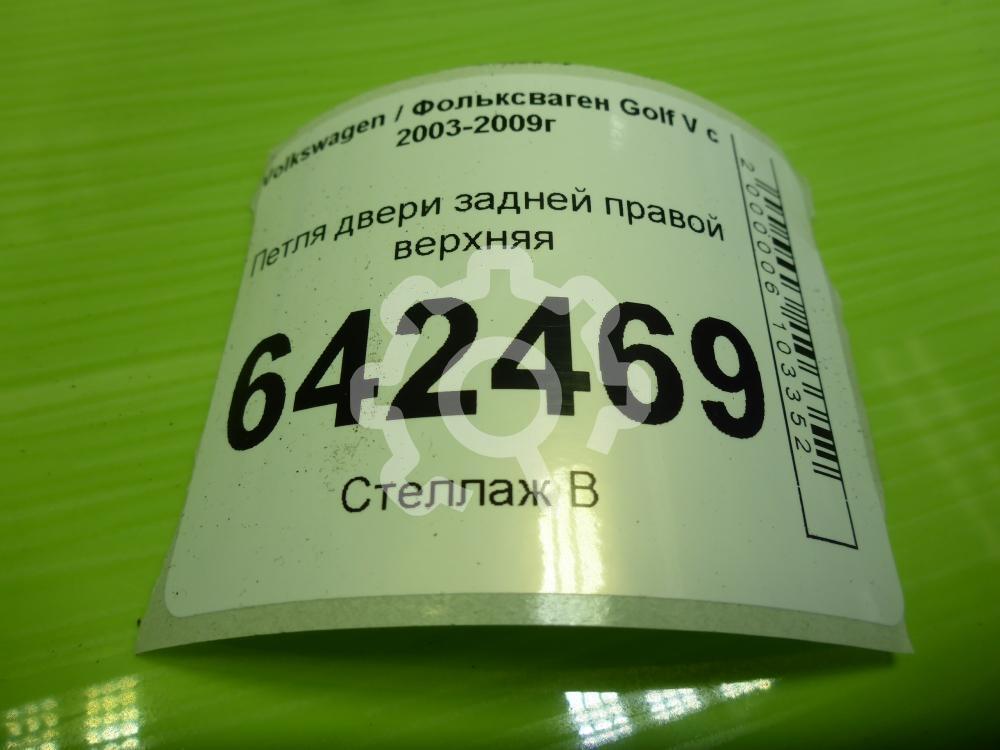 Volkswagen / Фольксваген Golf V с
2003-2009г
Петля двери задней правой
верхняя
642469
Стеллаж В
2000006103352